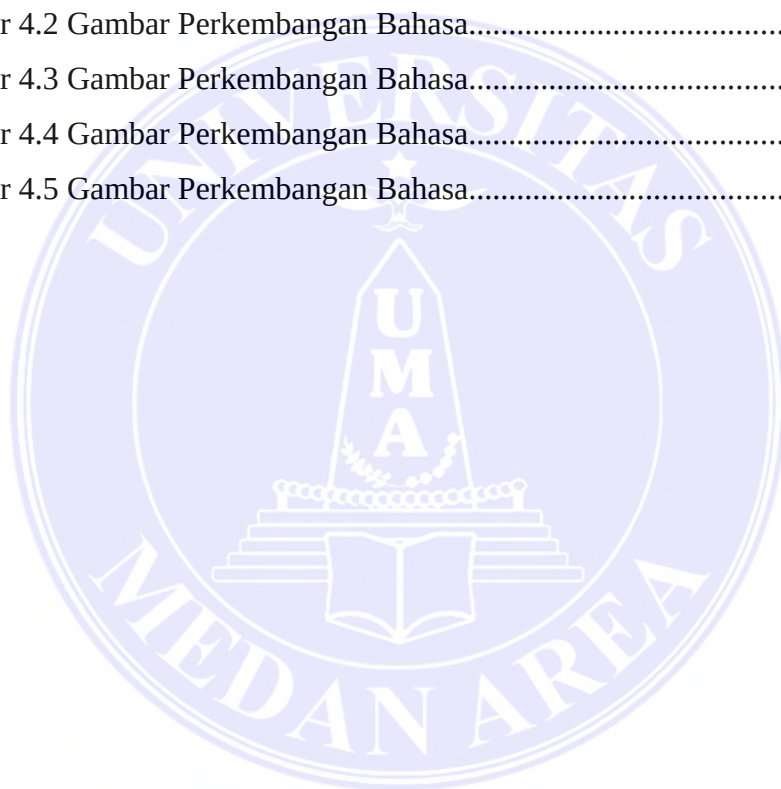 r 4.2 Gambar Perkembangan Bahasa..........................................
r 4.3 Gambar Perkembangan Bahasa..........................................
r 4.4 Gambar Perkembangan Bahasa..........................................
r 4.5 Gambar Perkembangan Bahasa..........................................
UNIVERSITAS
U
M
A
MEDAN AREA